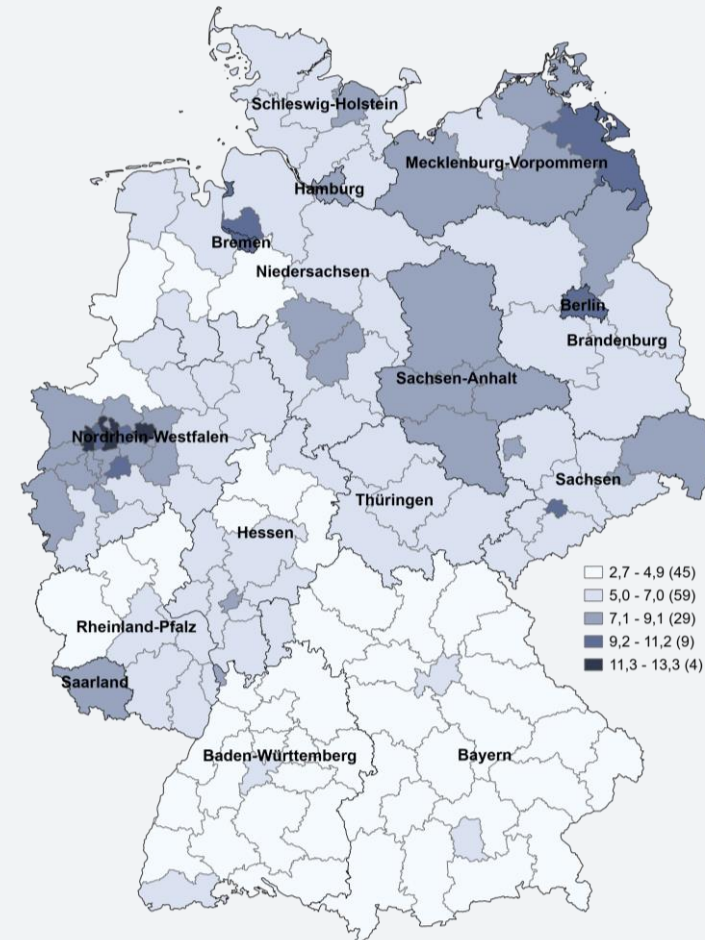 Schleswig-Holstein
Mecklenburg-Vorpommern
Hamburg
Bremen
Niedersachsen
Berlin
Brandenburg
Sachsen-Anhalt
Nordrhein-Westfalen
Sachsen
Thüringen
Hessen
Rheinland-Pfalz
Saarland
Baden-Württemberg
Bayern
2,7 - 4,9 (45)
5,0 - 7,0 (59)
7,1 - 9,1 (29)
9,2 - 11,2 (9)
11,3 - 13,3 (4)